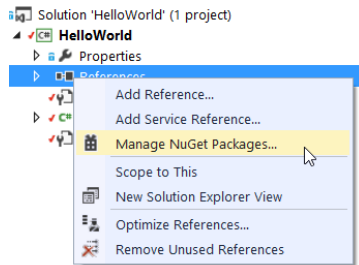 Solution 'HelloWorld' (1 project)
C# HelloWorld
Properties
References
Add Reference...
Add Service Reference...
C#
Manage NuGet Packages...
Scope to This
New Solution Explorer View
Optimize References...
Remove Unused References